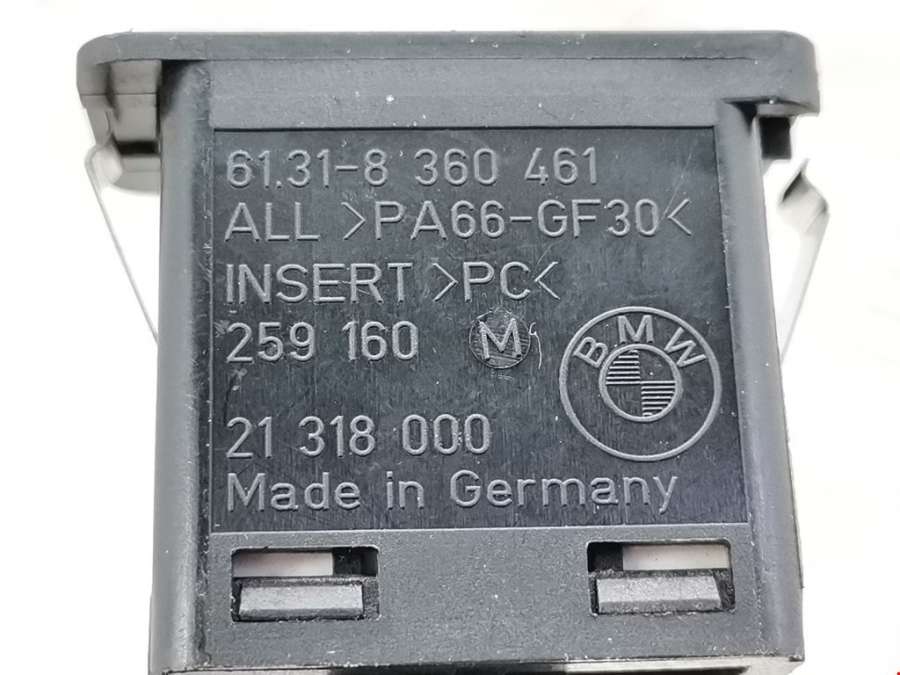 61.31-8 360 461
ALL >PA66-GF30<
INSERT >PC<
259 160 M
BMW
21 318 000
Made in Germany